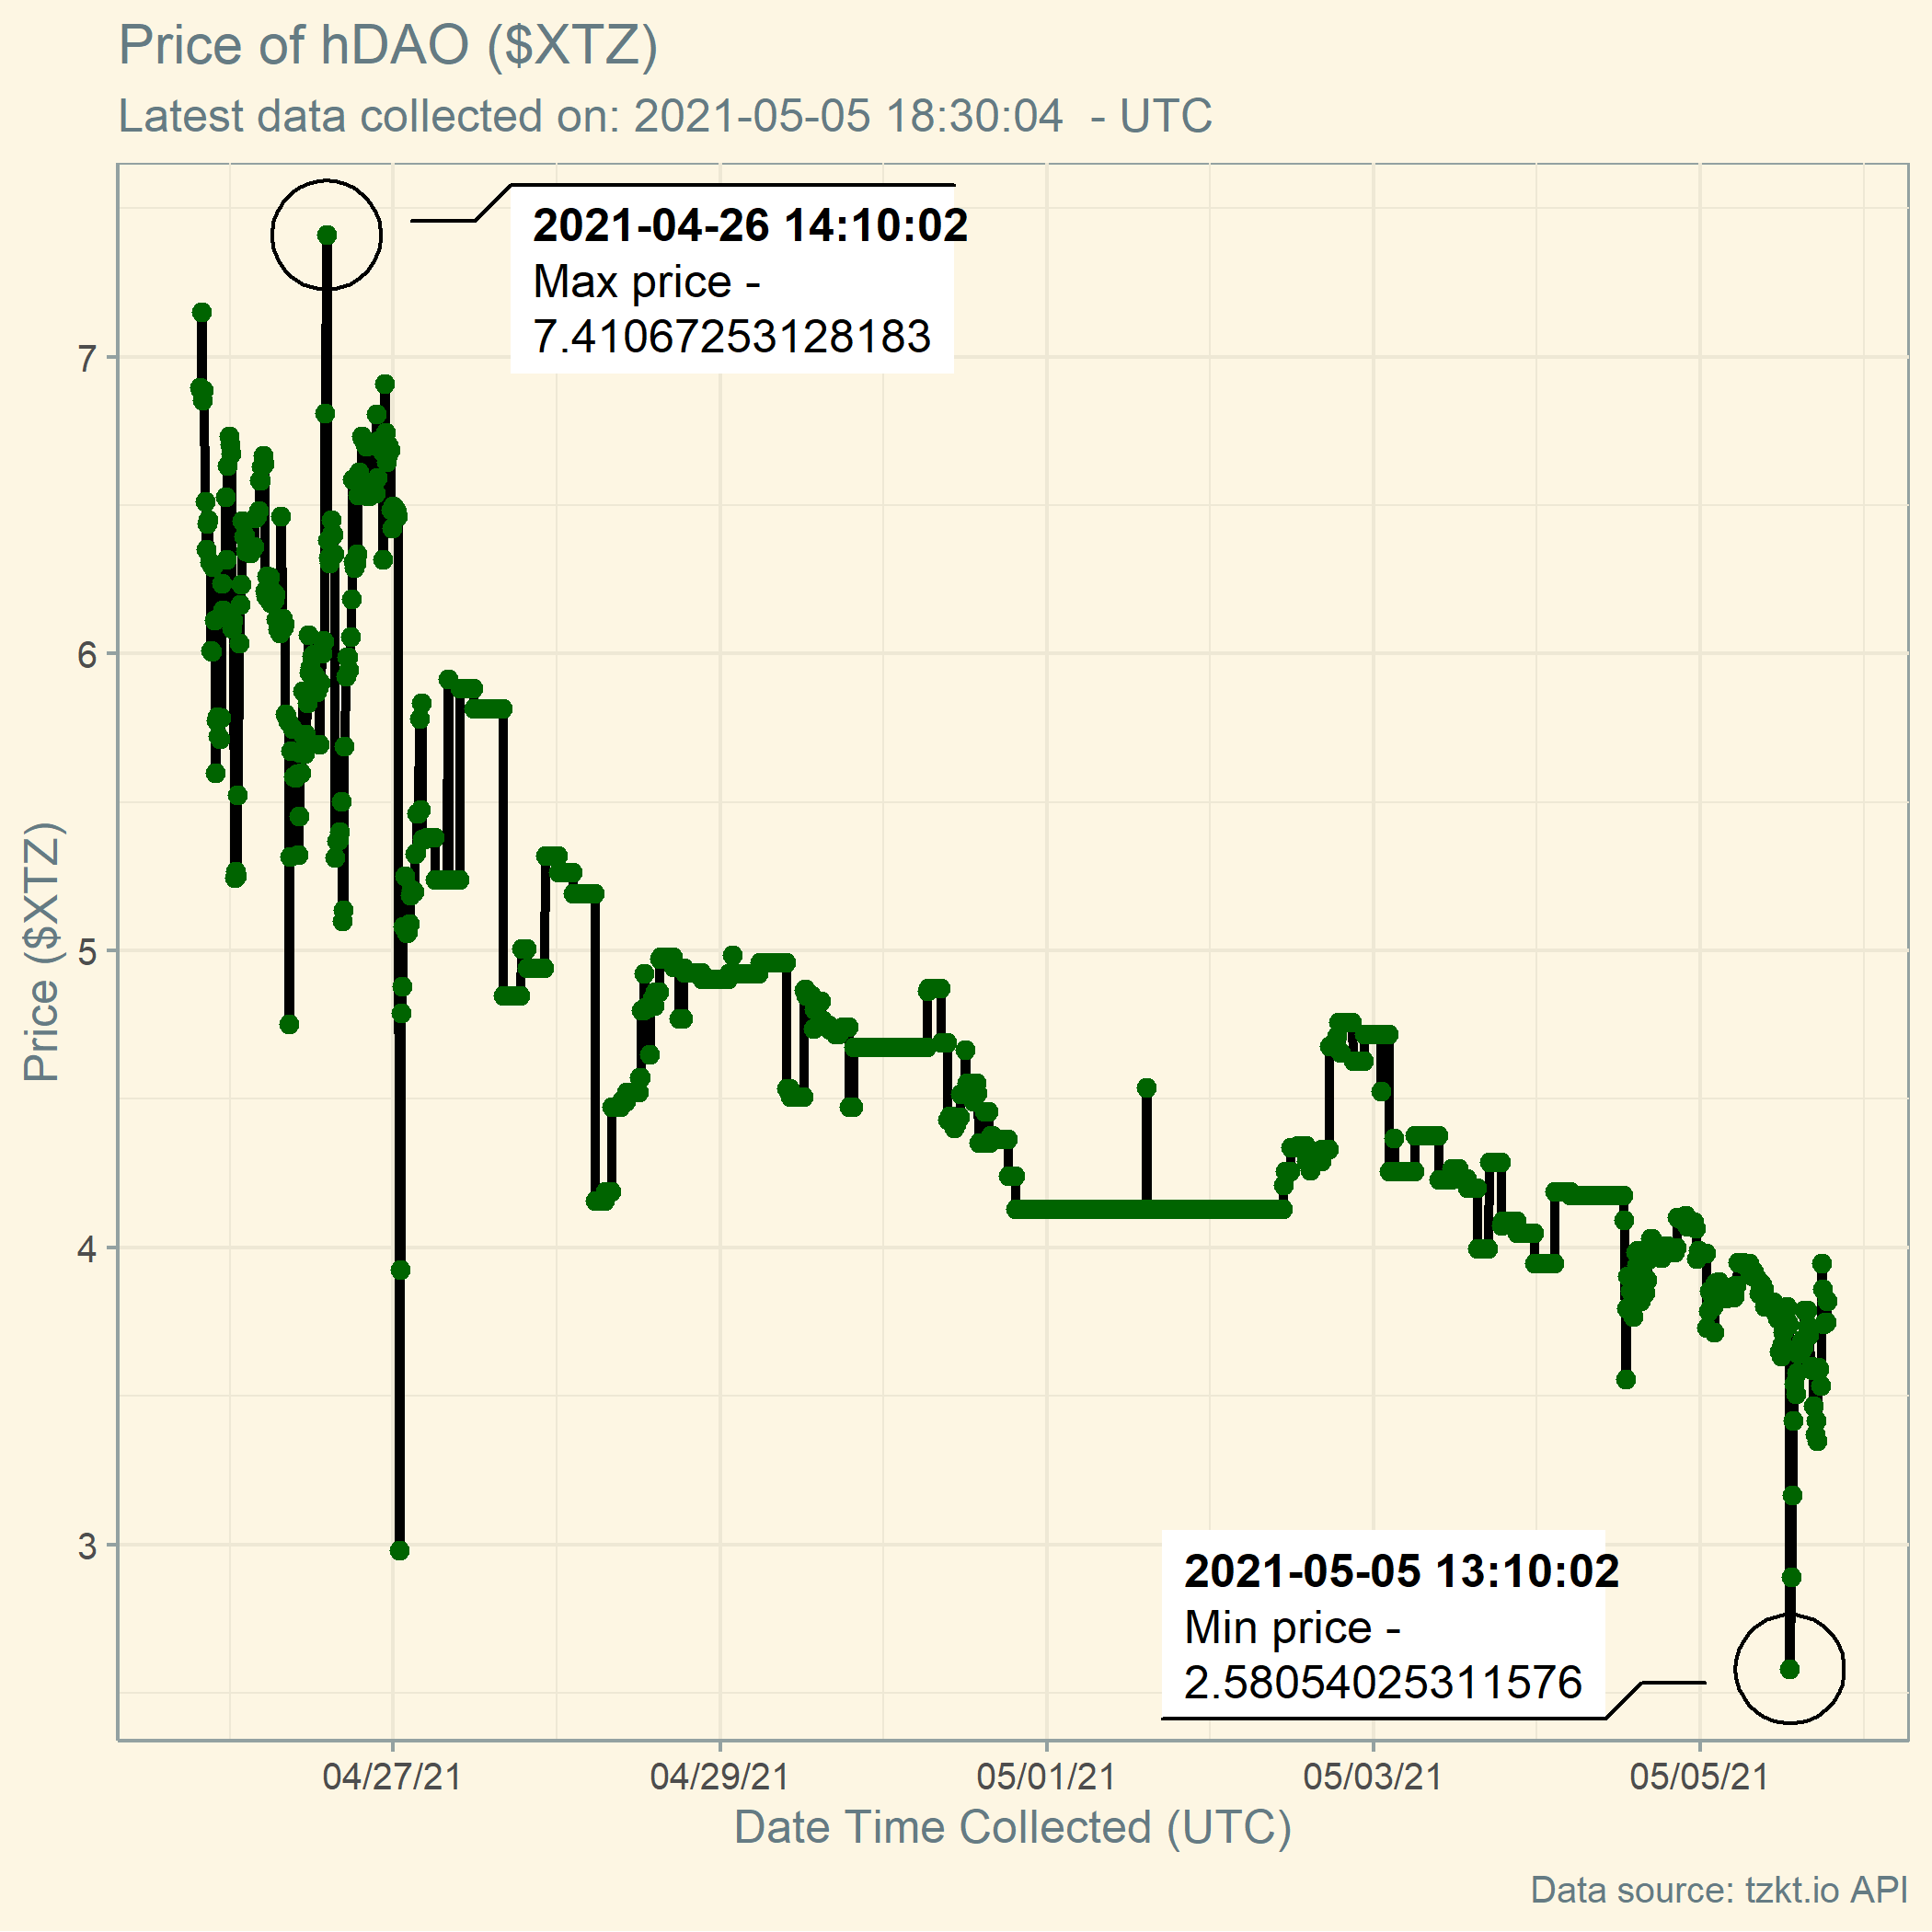 Price of hDAO ($XTZ)
Latest data collected on: 2021-05-05 18:30:04  - UTC
2021-04-26 14:10:02
Max price -
7.41067253128183
7
6
5
4
3
Price ($XTZ)
2021-05-05 13:10:02
Min price -
2.58054025311576
04/27/21
04/29/21
05/01/21
05/03/21
05/05/21
Date Time Collected (UTC)
Data source: tzkt.io API